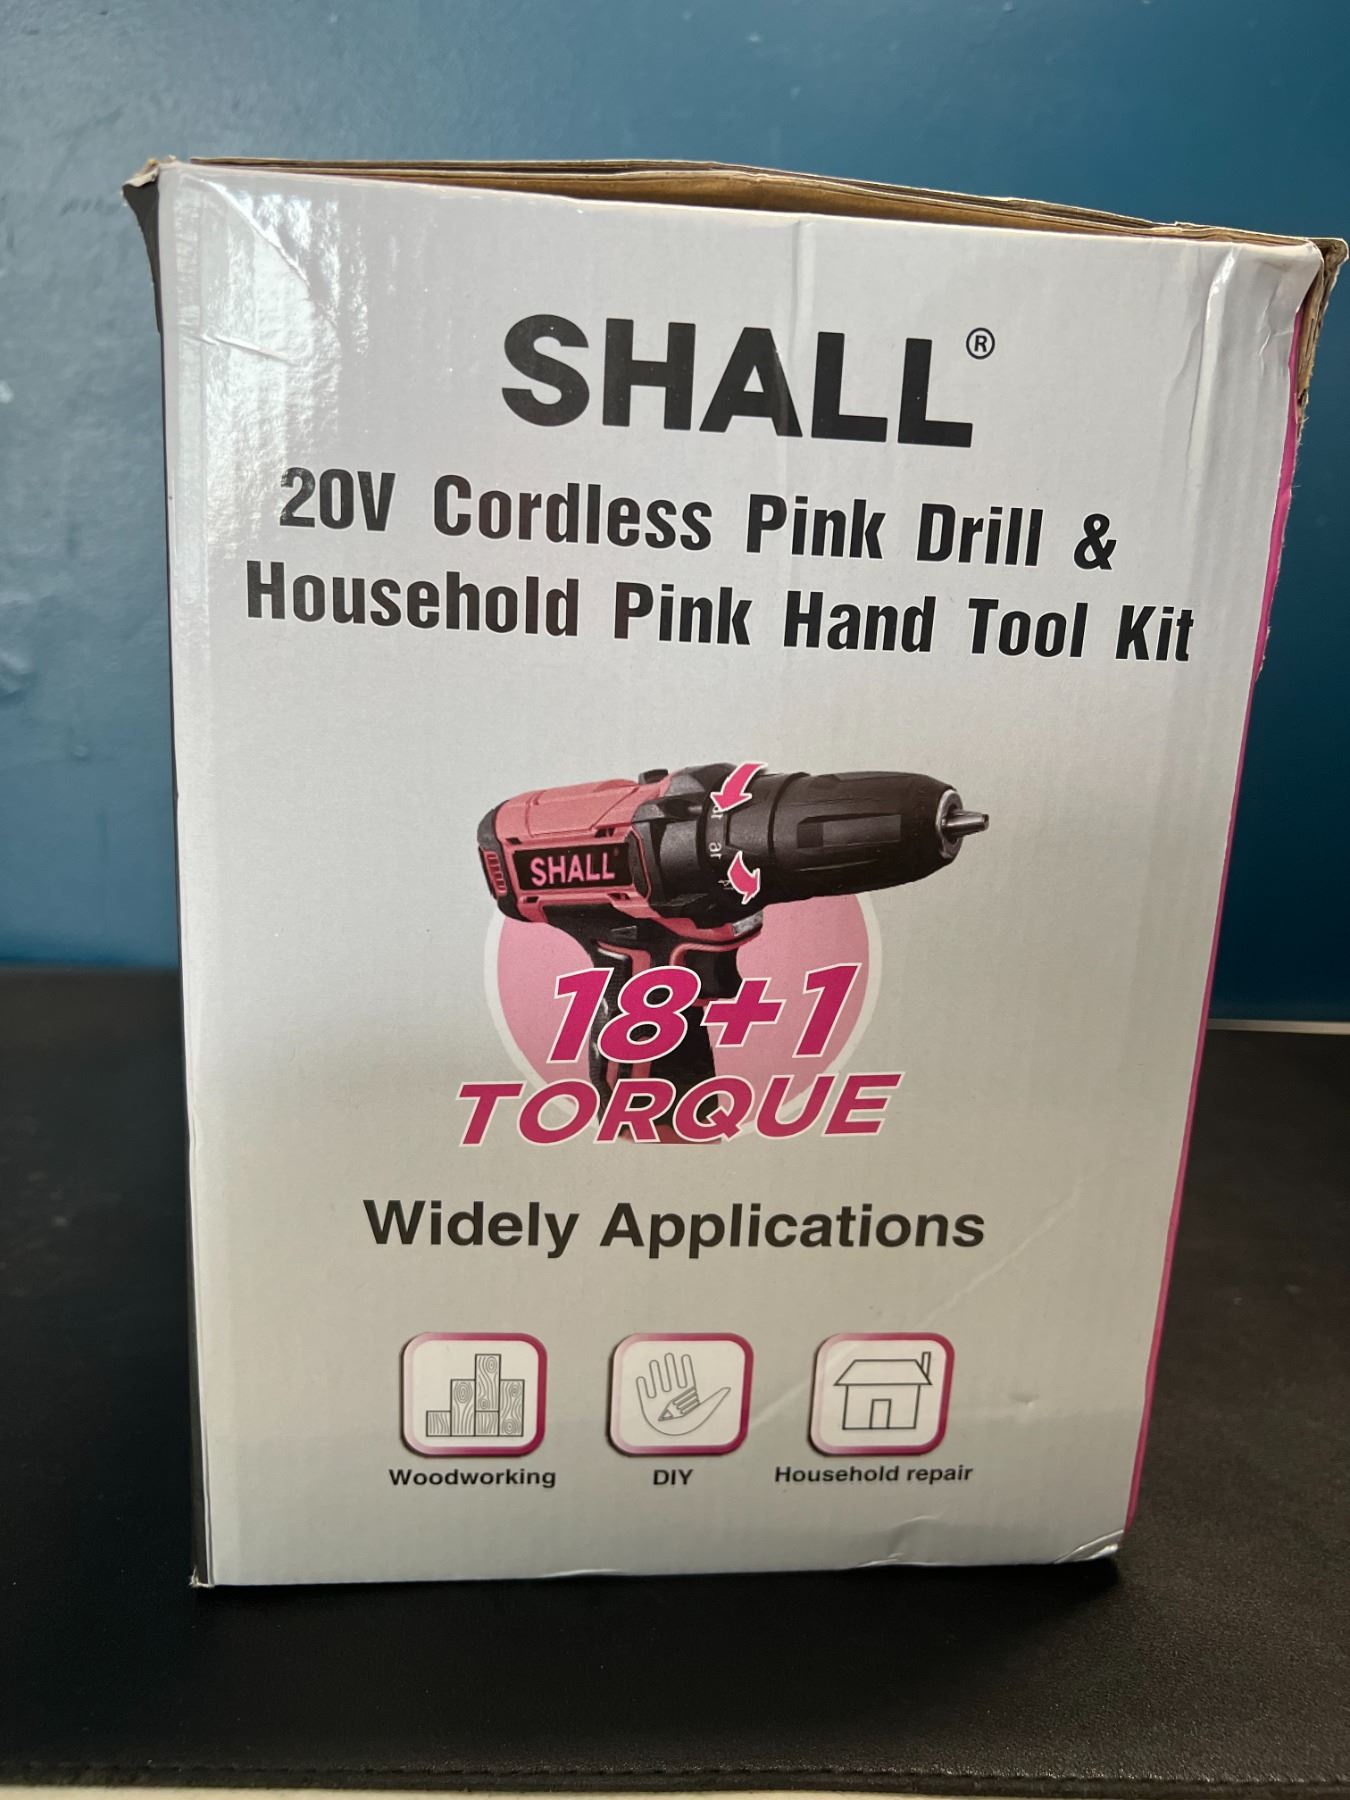 SHALL®
20V Cordless Pink Drill &
Household Pink Hand Tool Kit
SHALL
18+1
TORQUE
Widely Applications
Woodworking
DIY
Household repair